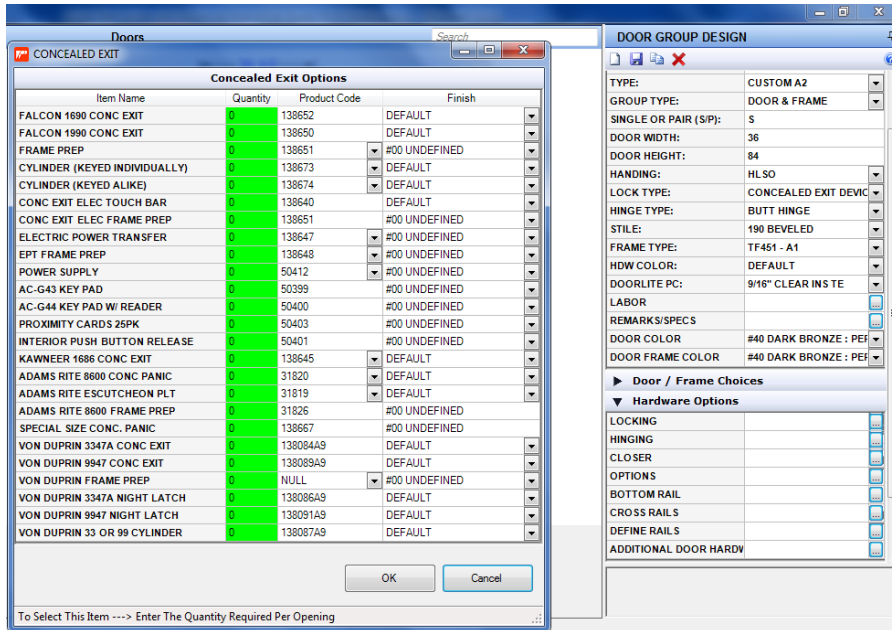 Doors
Search
CONCEALED EXIT
Concealed Exit Options
Item Name Quantity Product Code Finish
FALCON 1690 CONC EXIT 0 138652 DEFAULT
FALCON 1990 CONC EXIT 0 138650 DEFAULT
FRAME PREP 0 138651 #00 UNDEFINED
CYLINDER (KEYED INDIVIDUALLY) 0 138673 DEFAULT
CYLINDER (KEYED ALIKE) 0 138674 DEFAULT
CONC EXIT ELEC TOUCH BAR 0 138640 DEFAULT
CONC EXIT ELEC FRAME PREP 0 138651 #00 UNDEFINED
ELECTRIC POWER TRANSFER 0 138647 #00 UNDEFINED
EPT FRAME PREP 0 138648 #00 UNDEFINED
POWER SUPPLY 0 50412 #00 UNDEFINED
AC-G43 KEY PAD 0 50399 #00 UNDEFINED
AC-G44 KEY PAD W/ READER 0 50400 #00 UNDEFINED
PROXIMITY CARDS 25PK 0 50403 #00 UNDEFINED
INTERIOR PUSH BUTTON RELEASE 0 50401 #00 UNDEFINED
KAWNEER 1686 CONC EXIT 0 138645 DEFAULT
ADAMS RITE 8600 CONC PANIC 0 31820 DEFAULT
ADAMS RITE ESCUTCHEON PLT 0 31819 DEFAULT
ADAMS RITE 8600 FRAME PREP 0 31826 #00 UNDEFINED
SPECIAL SIZE CONC. PANIC 0 138667 DEFAULT
VON DUPRIN 3347A CONC EXIT 0 138084A9 DEFAULT
VON DUPRIN 9947 CONC EXIT 0 138089A9 DEFAULT
VON DUPRIN FRAME PREP 0 NULL #00 UNDEFINED
VON DUPRIN 3347A NIGHT LATCH 0 138086A9 DEFAULT
VON DUPRIN 9947 NIGHT LATCH 0 138091A9 DEFAULT
VON DUPRIN 33 OR 99 CYLINDER 0 138087A9 DEFAULT
OK Cancel
To Select This Item ---> Enter The Quantity Required Per Opening
DOOR GROUP DESIGN
TYPE: CUSTOM A2
GROUP TYPE: DOOR & FRAME
SINGLE OR PAIR (S/P): S
DOOR WIDTH: 36
DOOR HEIGHT: 84
HANDING: HLSO
LOCK TYPE: CONCEALED EXIT DEVIC
HINGE TYPE: BUTT HINGE
STILE: 190 BEVELED
FRAME TYPE: TF451 - A1
HDW COLOR: DEFAULT
DOORLITE PC: 9/16" CLEAR INS TE
LABOR
REMARKS/SPECS
DOOR COLOR #40 DARK BRONZE : PER
DOOR FRAME COLOR #40 DARK BRONZE : PER
Door / Frame Choices
Hardware Options
LOCKING
HINGING
CLOSER
OPTIONS
BOTTOM RAIL
CROSS RAILS
DEFINE RAILS
ADDITIONAL DOOR HARDW